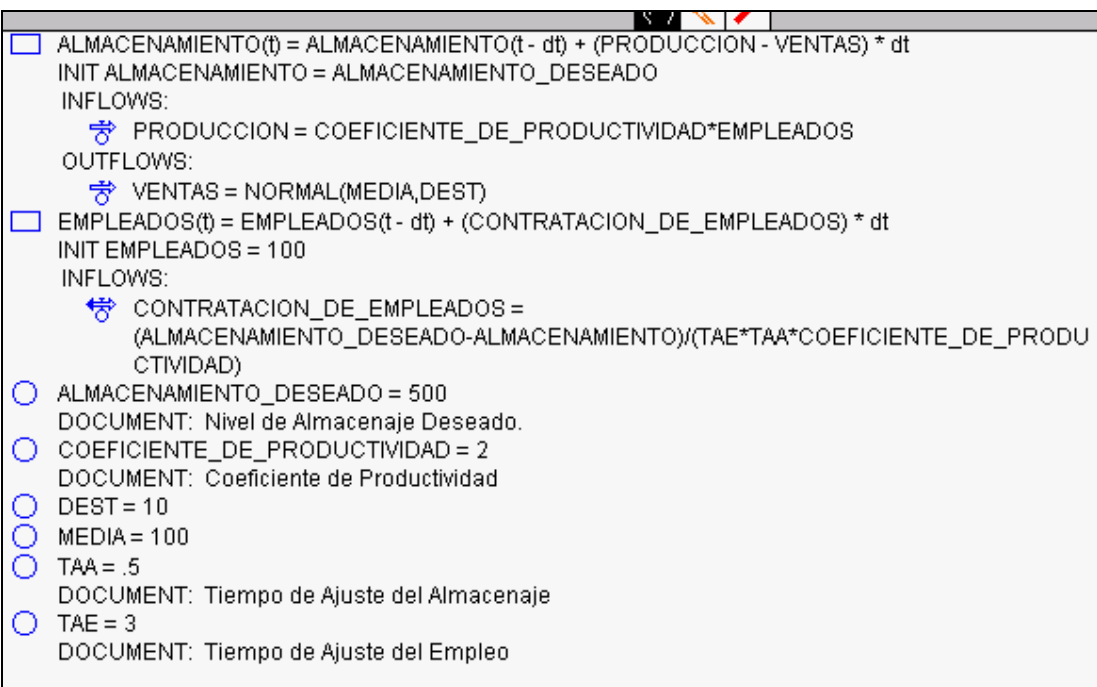 ALMACENAMIENTO(t) = ALMACENAMIENTO(t - dt) + (PRODUCCION - VENTAS) * dt
INIT ALMACENAMIENTO = ALMACENAMIENTO_DESEADO
INFLOWS:
PRODUCCION = COEFICIENTE_DE_PRODUCTIVIDAD*EMPLEADOS
OUTFLOWS:
VENTAS = NORMAL(MEDIA,DEST)
EMPLEADOS(t) = EMPLEADOS(t - dt) + (CONTRATACION_DE_EMPLEADOS) * dt
INIT EMPLEADOS = 100
INFLOWS:
CONTRATACION_DE_EMPLEADOS =
(ALMACENAMIENTO_DESEADO-ALMACENAMIENTO)/(TAE*TAA*COEFICIENTE_DE_PRODU
CTIVIDAD)
ALMACENAMIENTO_DESEADO = 500
DOCUMENT: Nivel de Almacenaje Deseado.
COEFICIENTE_DE_PRODUCTIVIDAD = 2
DOCUMENT: Coeficiente de Productividad
DEST = 10
MEDIA = 100
TAA = .5
DOCUMENT: Tiempo de Ajuste del Almacenaje
TAE = 3
DOCUMENT: Tiempo de Ajuste del Empleo